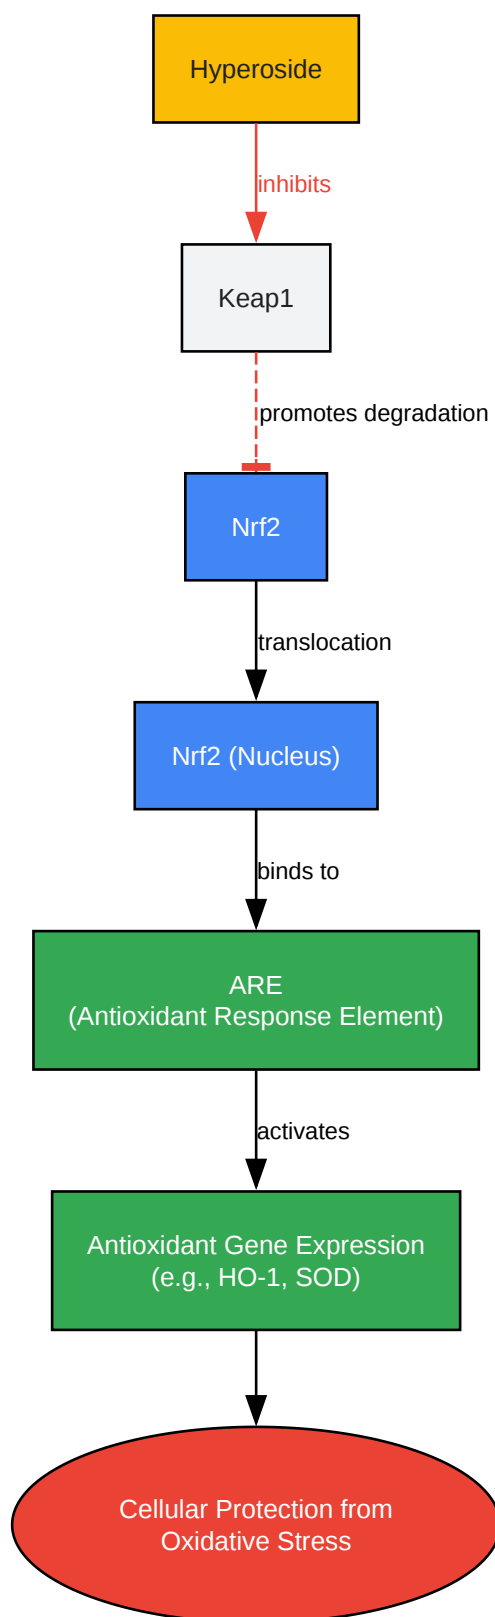 Hyperoside
inhibits
Keap1
promotes degradation
Nrf2
translocation
Nrf2 (Nucleus)
binds to
ARE
(Antioxidant Response Element)
activates
Antioxidant Gene Expression
(e.g., HO-1, SOD)
Cellular Protection from
Oxidative Stress